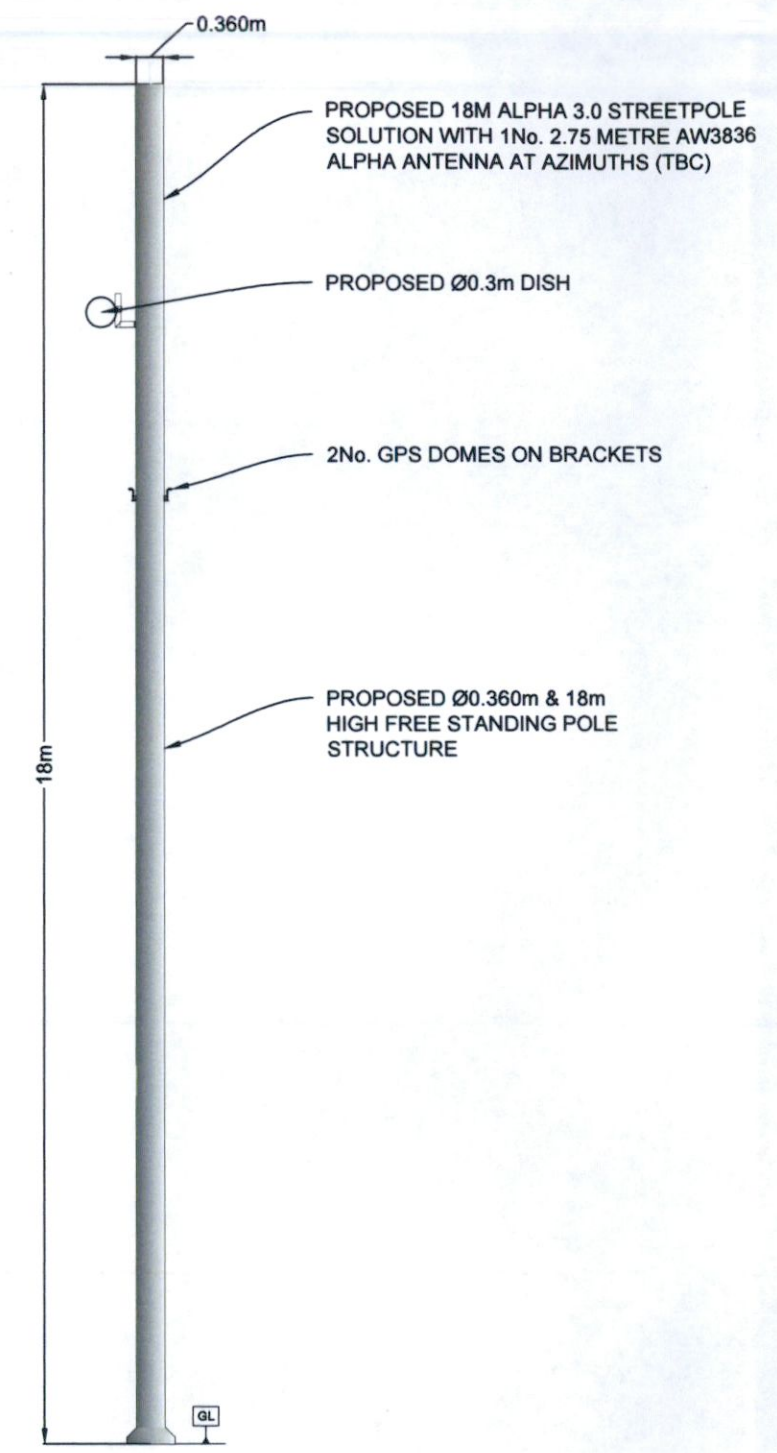 0.360m
PROPOSED 18M ALPHA 3.0 STREETPOLE
SOLUTION WITH 1No. 2.75 METRE AW3836
ALPHA ANTENNA AT AZIMUTHS (TBC)
PROPOSED Ø0.3m DISH
2No. GPS DOMES ON BRACKETS
PROPOSED Ø0.360m & 18m
HIGH FREE STANDING POLE
STRUCTURE
18m
GL